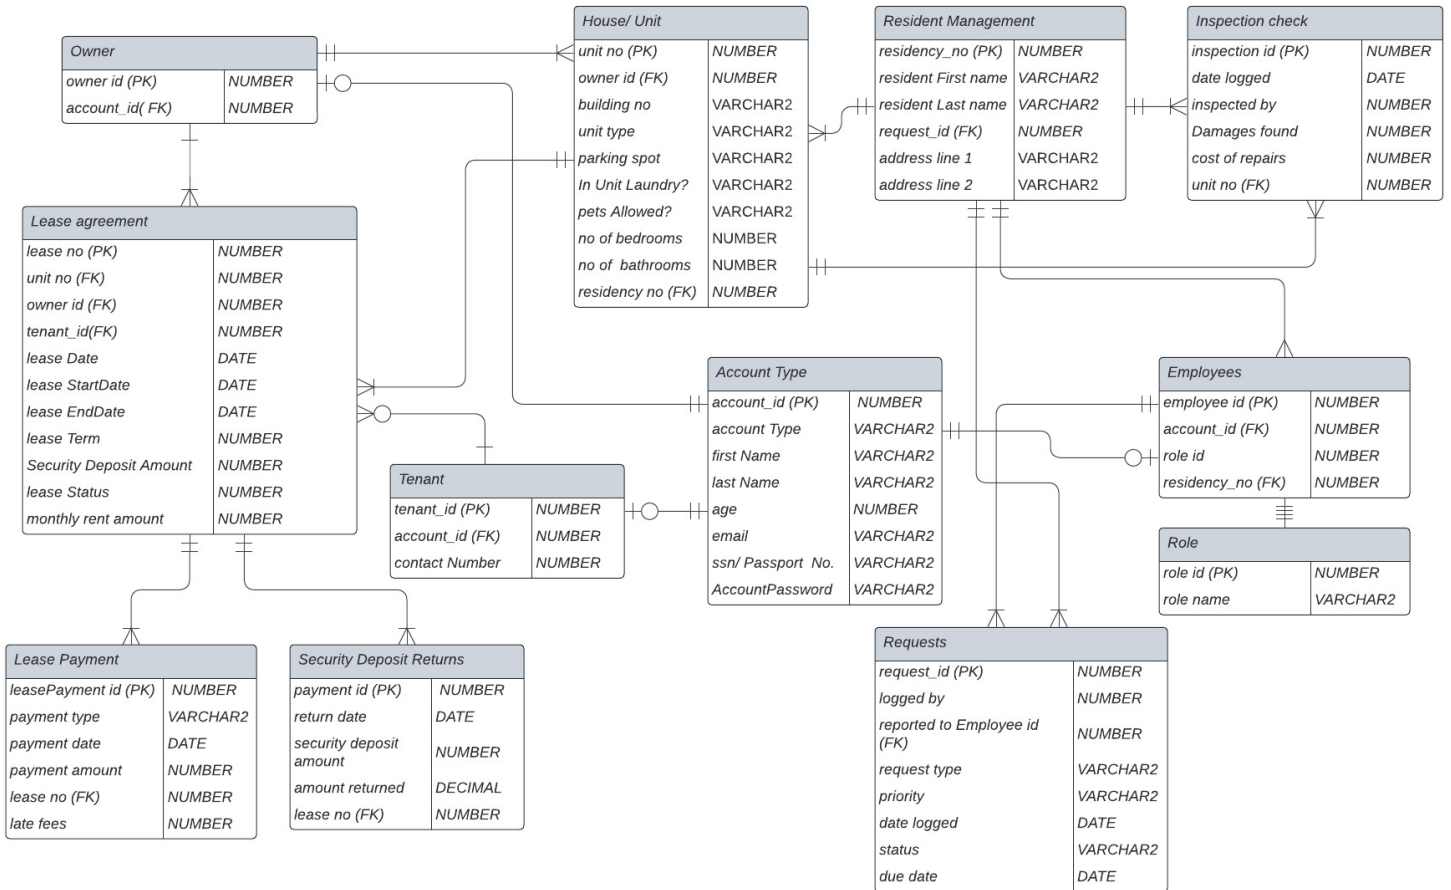 Owner
owner id (PK) NUMBER
account_id( FK) NUMBER
House/ Unit
unit no (PK) NUMBER
owner id (FK) NUMBER
building no VARCHAR2
unit type VARCHAR2
parking spot VARCHAR2
In Unit Laundry? VARCHAR2
pets Allowed? VARCHAR2
no of bedrooms NUMBER
no of bathrooms NUMBER
residency no (FK) NUMBER
Resident Management
residency_no (PK) NUMBER
resident First name VARCHAR2
resident Last name VARCHAR2
request_id (FK) NUMBER
address line 1 VARCHAR2
address line 2 VARCHAR2
Inspection check
inspection id (PK) NUMBER
date logged DATE
inspected by NUMBER
Damages found NUMBER
cost of repairs NUMBER
unit no (FK) NUMBER
Lease agreement
lease no (PK) NUMBER
unit no (FK) NUMBER
owner id (FK) NUMBER
tenant_id(FK) NUMBER
lease Date DATE
lease StartDate DATE
lease EndDate DATE
lease Term NUMBER
Security Deposit Amount NUMBER
lease Status NUMBER
monthly rent amount NUMBER
Tenant
tenant_id (PK) NUMBER
account_id (FK) NUMBER
contact Number NUMBER
Account Type
account_id (PK) NUMBER
account Type VARCHAR2
first Name VARCHAR2
last Name VARCHAR2
age NUMBER
email VARCHAR2
ssn/ Passport No. VARCHAR2
AccountPassword VARCHAR2
Employees
employee id (PK) NUMBER
account_id (FK) NUMBER
role id NUMBER
residency_no (FK) NUMBER
Role
role id (PK) NUMBER
role name VARCHAR2
Lease Payment
leasePayment id (PK) NUMBER
payment type VARCHAR2
payment date DATE
payment amount NUMBER
lease no (FK) NUMBER
late fees NUMBER
Security Deposit Returns
payment id (PK) NUMBER
return date DATE
security deposit
amount NUMBER
amount returned DECIMAL
lease no (FK) NUMBER
Requests
request_id (PK) NUMBER
logged by NUMBER
reported to Employee id
(FK) NUMBER
request type VARCHAR2
priority VARCHAR2
date logged DATE
status VARCHAR2
due date DATE